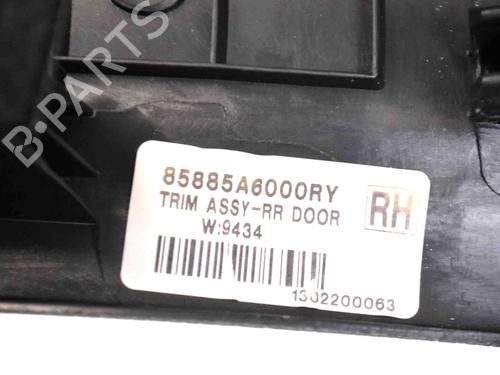 B-PARTS
85885A6000RY
TRIM ASSY-RR DOOR
RH
W:9434
1302200063